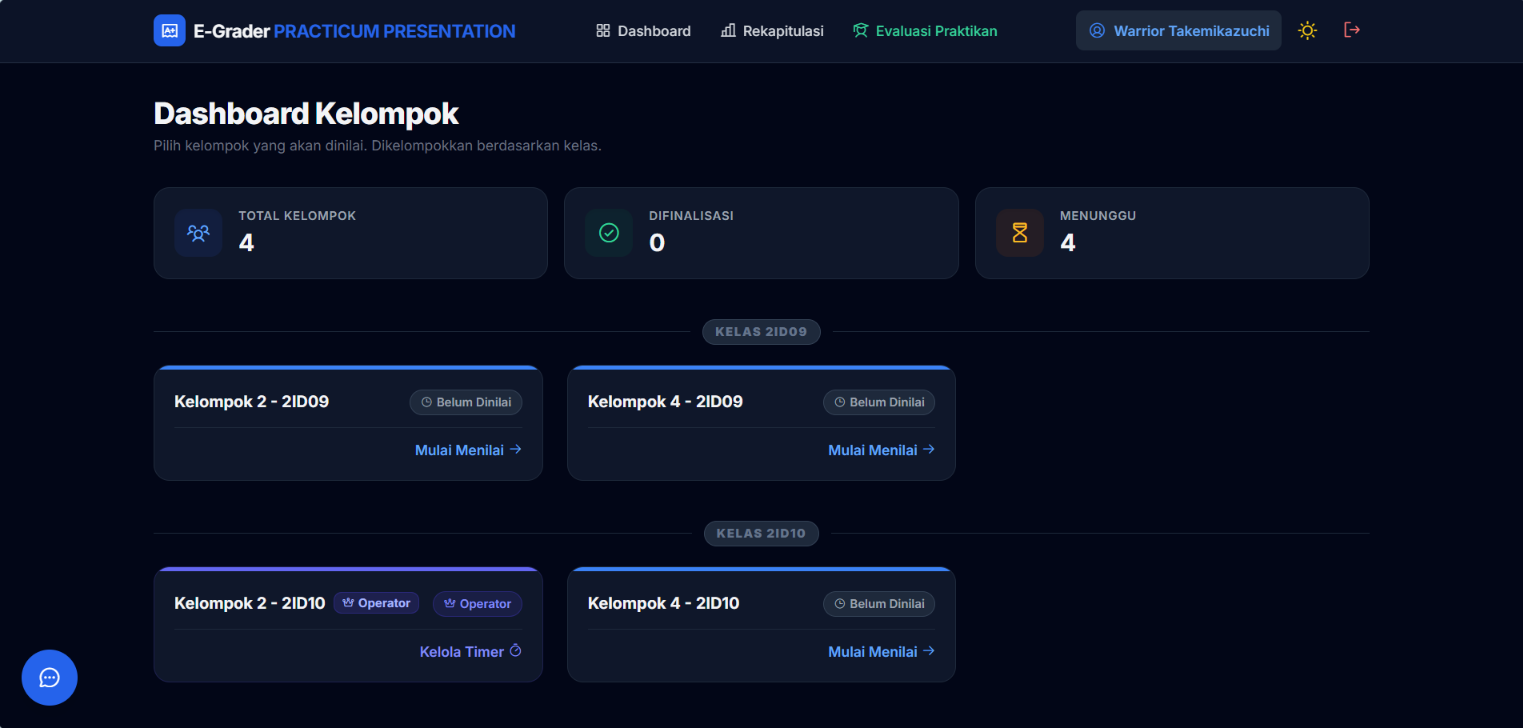 E-Grader PRACTICUM PRESENTATION
Dashboard
Rekapitulasi
Evaluasi Praktikan
Warrior Takemikazuchi
Dashboard Kelompok
Pilih kelompok yang akan dinilai. Dikelompokkan berdasarkan kelas.
TOTAL KELOMPOK
4
DIFINALISASI
0
MENUNGGU
4
KELAS 2ID09
Kelompok 2 - 2ID09
Belum Dinilai
Mulai Menilai
Kelompok 4 - 2ID09
Belum Dinilai
Mulai Menilai
KELAS 2ID10
Kelompok 2 - 2ID10
Operator
Operator
Kelola Timer
Kelompok 4 - 2ID10
Belum Dinilai
Mulai Menilai